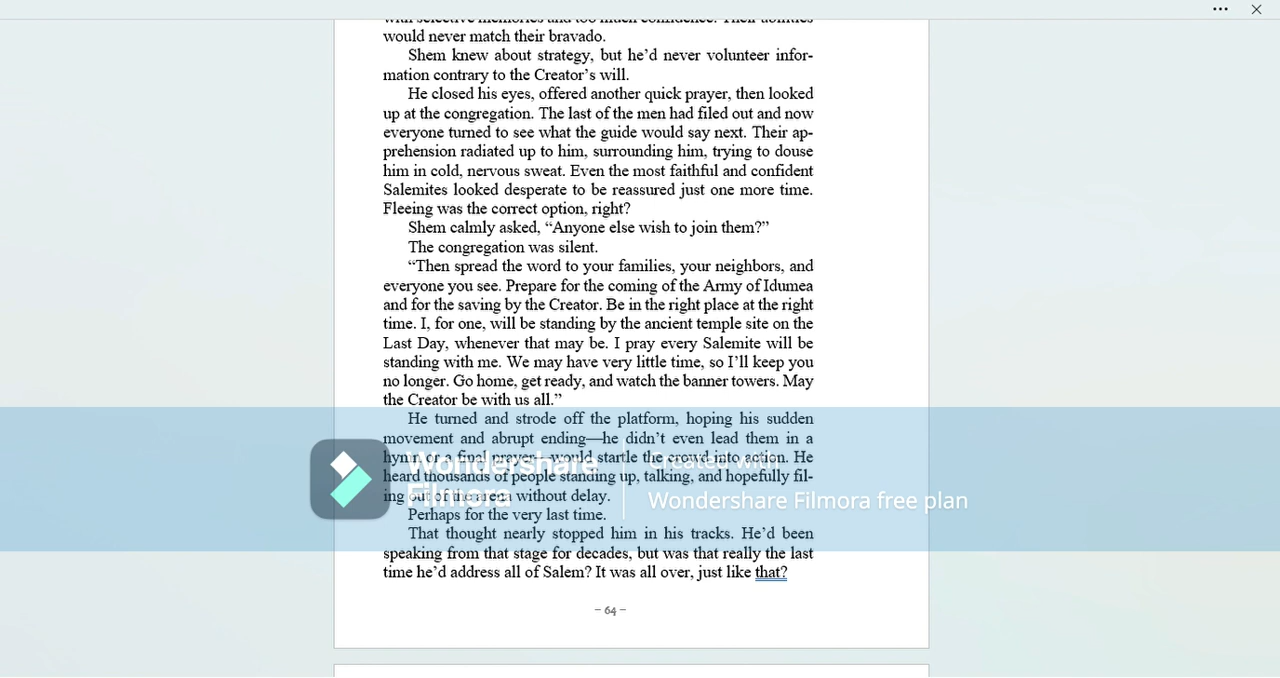 would never match their bravado.
Shem knew about strategy, but he’d never volunteer infor-
mation contrary to the Creator’s will.
He closed his eyes, offered another quick prayer, then looked
up at the congregation. The last of the men had filed out and now
everyone turned to see what the guide would say next. Their ap-
prehension radiated up to him, surrounding him, trying to douse
him in cold, nervous sweat. Even the most faithful and confident
Salemites looked desperate to be reassured just one more time.
Fleeing was the correct option, right?
Shem calmly asked, “Anyone else wish to join them?”
The congregation was silent.
“Then spread the word to your families, your neighbors, and
everyone you see. Prepare for the coming of the Army of Idumea
and for the saving by the Creator. Be in the right place at the right
time. I, for one, will be standing by the ancient temple site on the
Last Day, whenever that may be. I pray every Salemite will be
standing with me. We may have very little time, so I’ll keep you
no longer. Go home, get ready, and watch the banner towers. May
the Creator be with us all.”
He turned and strode off the platform, hoping his sudden
movement and abrupt ending—he didn’t even lead them in a
hymn or a final prayer—would startle the crowd into action. He
heard thousands of people standing up, talking, and hopefully fil-
ing out of the arena without delay.
Perhaps for the very last time.
That thought nearly stopped him in his tracks. He’d been
speaking from that stage for decades, but was that really the last
time he’d address all of Salem? It was all over, just like that?
– 64 –
Wondershare
Filmora
Created with
Wondershare Filmora free plan